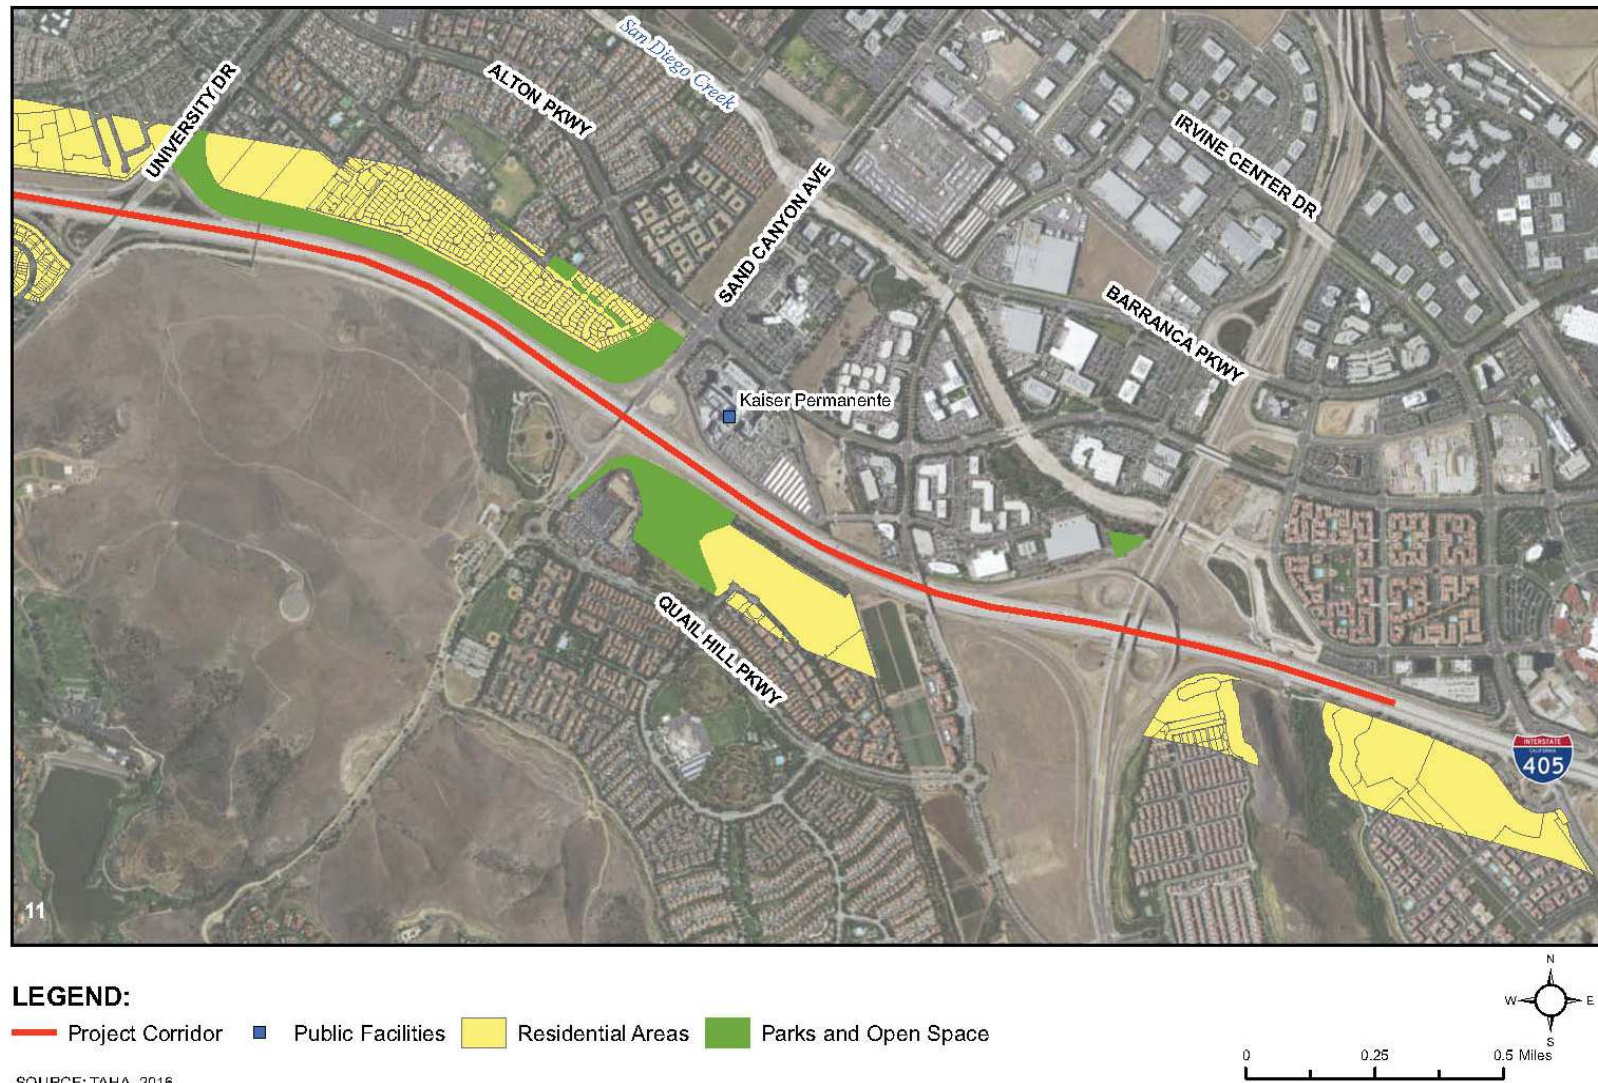 San Diego Creek
UNIVERSITY DR
ALTON PKWY
IRVINE CENTER DR
SAND CANYON AVE
BARRANCA PKWY
Kaiser Permanente
QUAIL HILL PKWY
INTERSTATE
CALIFORNIA
405
11
LEGEND:
Project Corridor
Public Facilities
Residential Areas
Parks and Open Space
N
W
E
S
0
0.25
0.5 Miles
SOURCE: TAHA, 2016